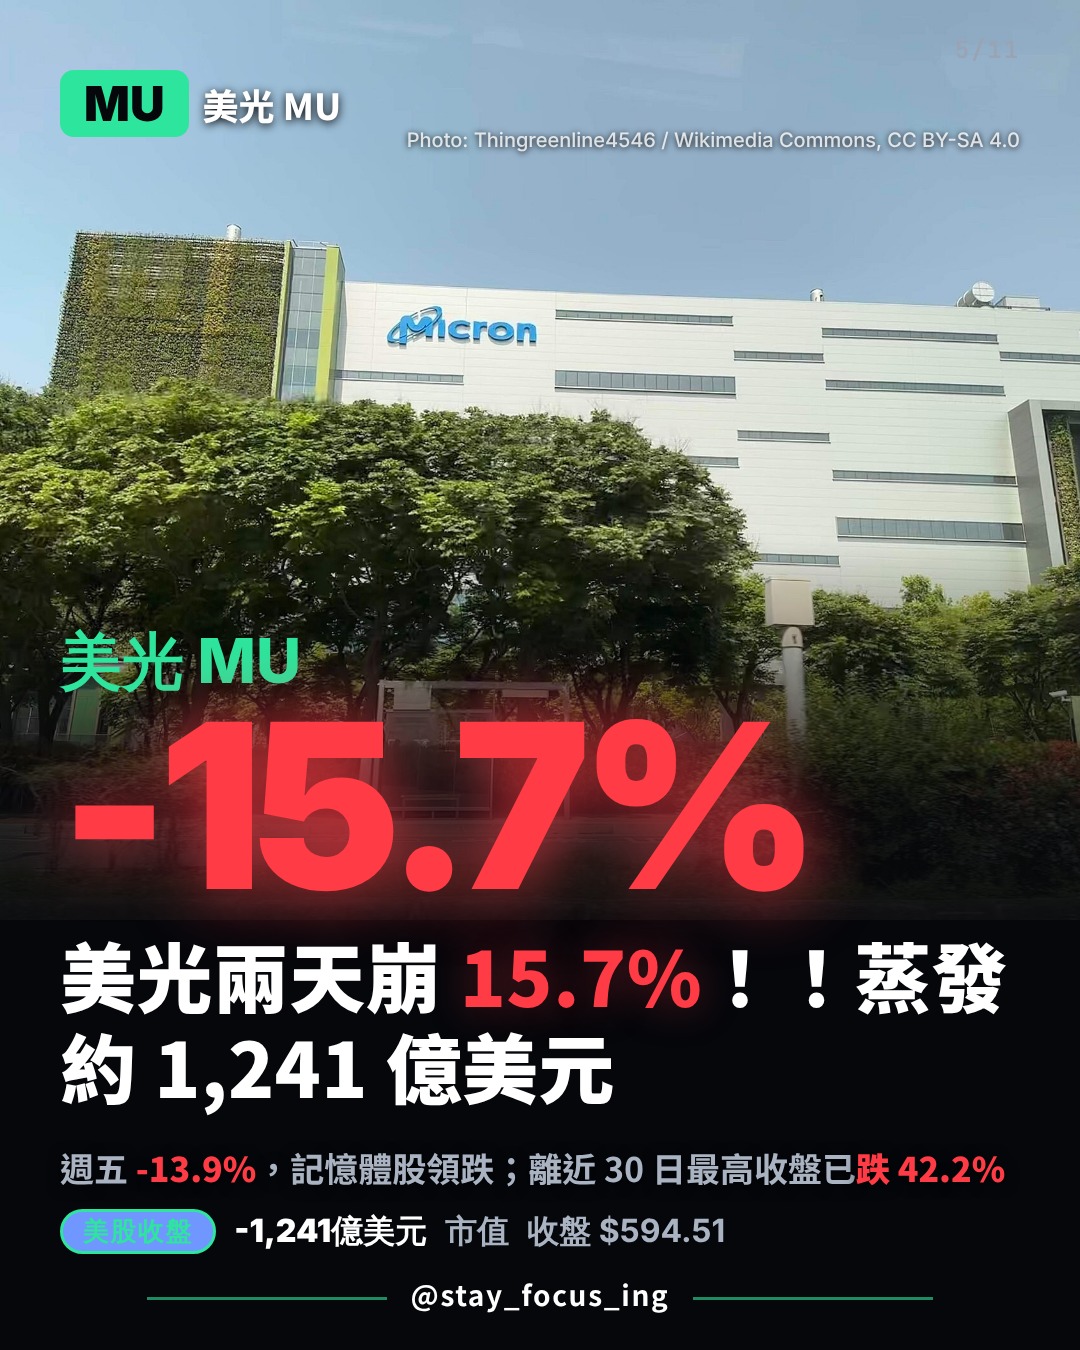 5/11
MU 美光 MU
Photo: Thingreenline4546 / Wikimedia Commons, CC BY-SA 4.0
Micron
美光 MU
-15.7%
美光兩天崩 15.7%！！蒸發
約 1,241 億美元
週五 -13.9%，記憶體股領跌；離近 30 日最高收盤已跌 42.2%
美股收盤 -1,241億美元 市值 收盤 $594.51
@stay_focus_ing